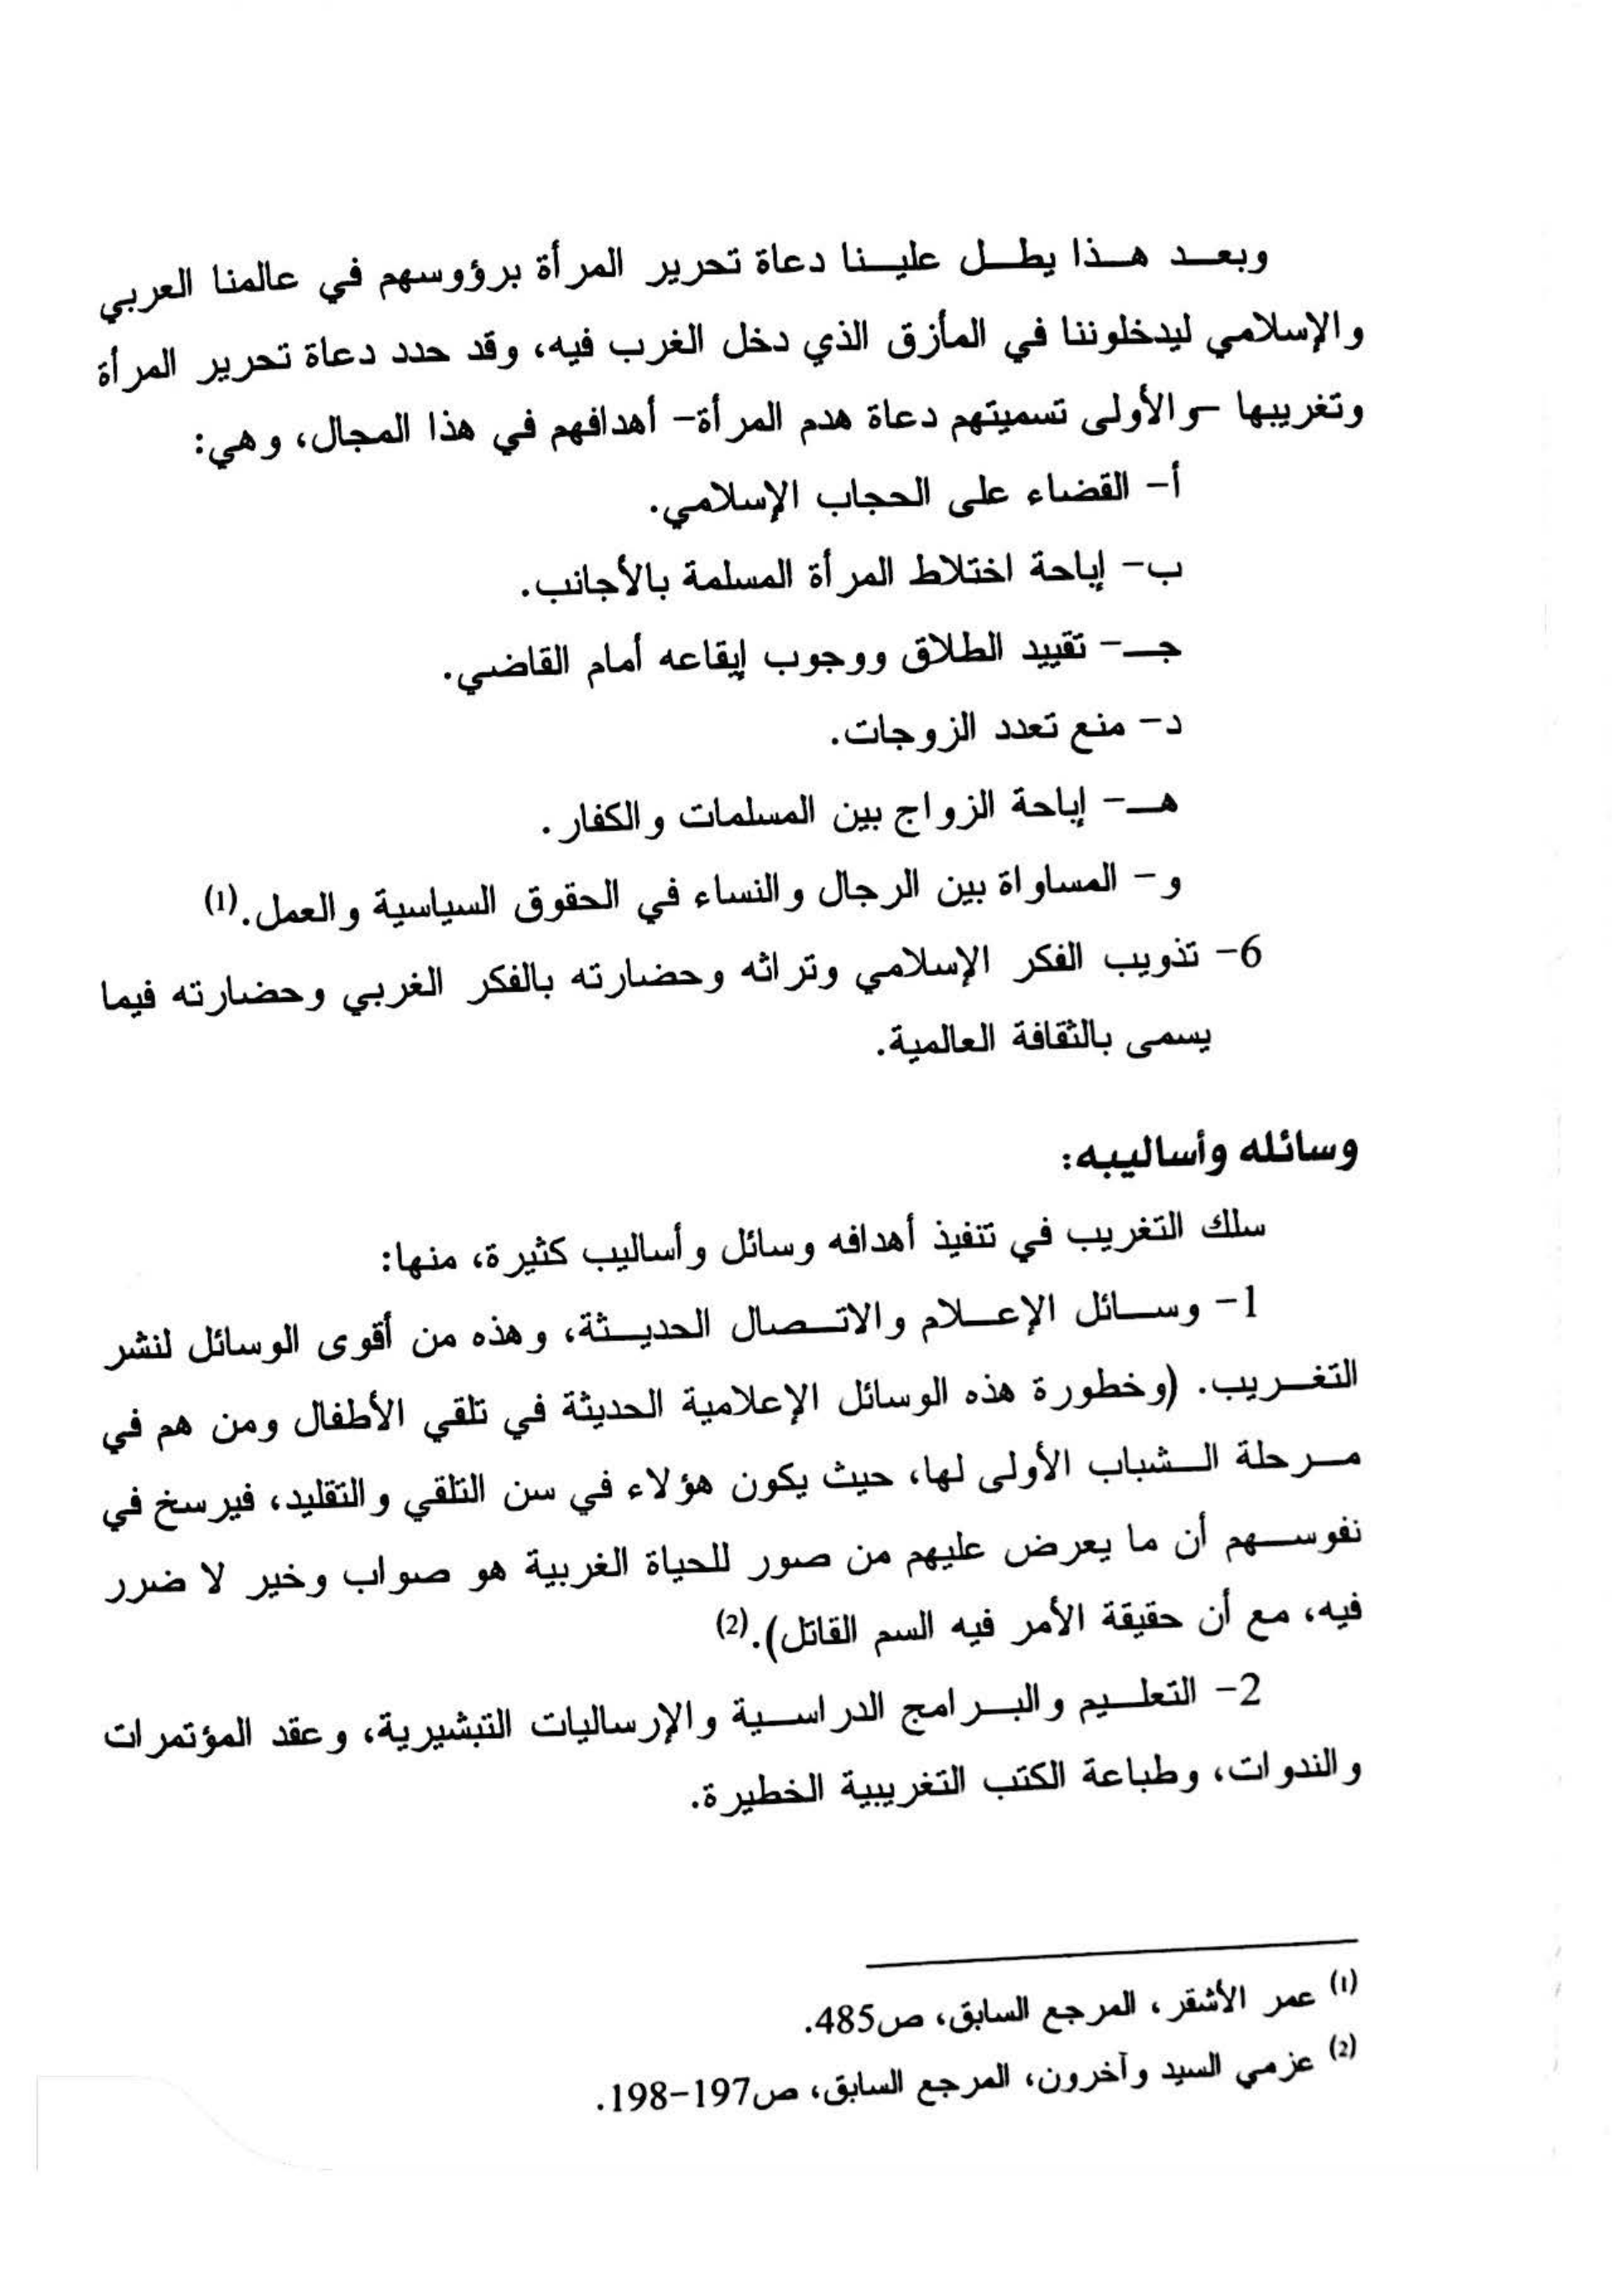 وبعد هذا يطل علينا دعاة تحرير المرأة برؤوسهم في عالمنا العربي
والإسلامي ليدخلوننا في المأزق الذي دخل الغرب فيه، وقد حدد دعاة تحرير المرأة
وتغريبها –والأولى تسميتهم دعاة هدم المرأة– أهدافهم في هذا المجال، وهي:
أ– القضاء على الحجاب الإسلامي.
ب– إباحة اختلاط المرأة المسلمة بالأجانب.
جـ– تقييد الطلاق ووجوب إيقاعه أمام القاضي.
د– منع تعدد الزوجات.
هـ– إباحة الزواج بين المسلمات والكفار.
و– المساواة بين الرجال والنساء في الحقوق السياسية والعمل.(1)
6– تذويب الفكر الإسلامي وتراثه وحضارته بالفكر الغربي وحضارته فيما
يسمى بالثقافة العالمية.
وسائله وأساليبه:
سلك التغريب في تنفيذ أهدافه وسائل وأساليب كثيرة، منها:
1– وسائل الإعلام والاتصال الحديثة، وهذه من أقوى الوسائل لنشر
التغريب. (وخطورة هذه الوسائل الإعلامية الحديثة في تلقي الأطفال ومن هم في
مرحلة الشباب الأولى لها، حيث يكون هؤلاء في سن التلقي والتقليد، فيرسخ في
نفوسهم أن ما يعرض عليهم من صور للحياة الغربية هو صواب وخير لا ضرر
فيه، مع أن حقيقة الأمر فيه السم القاتل).(2)
2– التعليم والبرامج الدراسية والإرساليات التبشيرية، وعقد المؤتمرات
والندوات، وطباعة الكتب التغريبية الخطيرة.
(1) عمر الأشقر، المرجع السابق، ص485.
(2) عزمي السيد وآخرون، المرجع السابق، ص197–198.